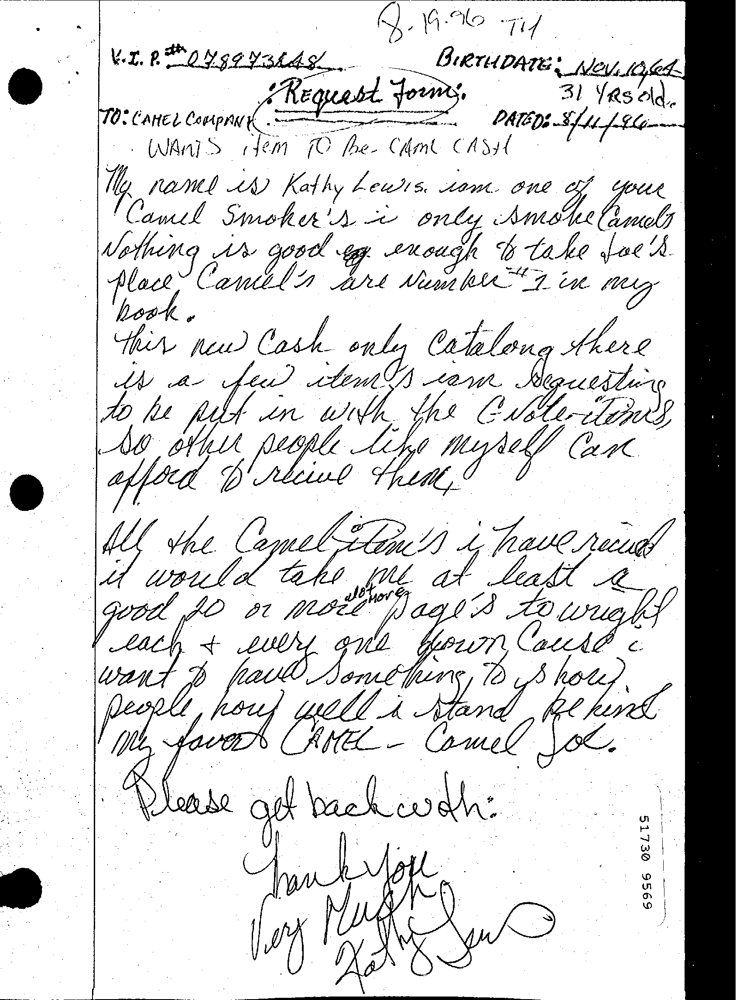 8-19-96 TH
V.I.P.#th 078973648
BIRTHDATE: NOV. 10, 64
: Request Form :
31 YRS old.
TO: CAMEL COMPANY
DATED: 8/11/96
WANTS item TO Be CAML CASH
My name is Kathy Lewis. iam one of your
Camel Smoker's i only smoke Camels
Nothing is good enough to take Joe's
place, Camel's are Number #1 in my
book.
this new Cash only Catalong there
is a few item's iam requesting
to be put in with the C-Note items,
so other people like myself can
afford to recive them,
All the Camel item's i have recived
it would take me at least a
good 20 or more alot more page's to wright
each + every one down Cause i
want to have something to show
people how well i stand behind
my favor CAMEL - Camel Joe.
Please get back with:
Thank you
Very Much
Kathy Lewis
51730 9569